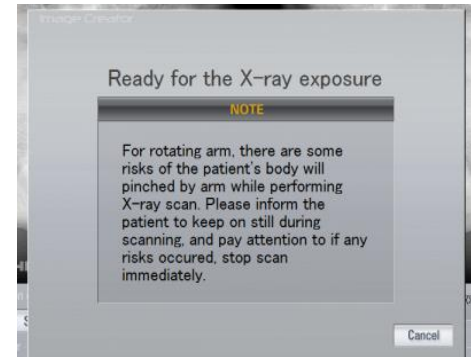 Image Creator
Ready for the X-ray exposure
NOTE
For rotating arm, there are some
risks of the patient's body will
pinched by arm while performing
X-ray scan. Please inform the
patient to keep on still during
scanning, and pay attention to if any
risks occured, stop scan
immediately.
Cancel